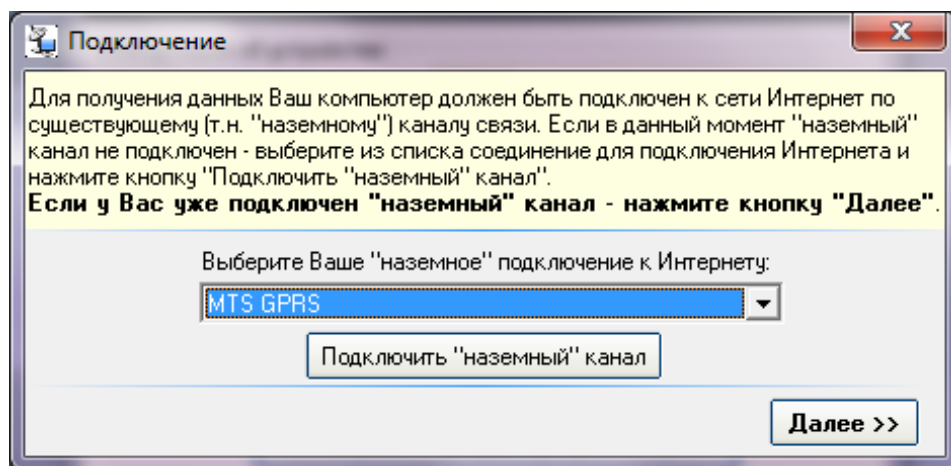 Подключение
Для получения данных Ваш компьютер должен быть подключен к сети Интернет по
существующему (т.н. "наземному") каналу связи. Если в данный момент "наземный"
канал не подключен - выберите из списка соединение для подключения Интернета и
нажмите кнопку "Подключить "наземный" канал".
Если у Вас уже подключен "наземный" канал - нажмите кнопку "Далее".
Выберите Ваше "наземное" подключение к Интернету:
MTS GPRS
Подключить "наземный" канал
Далее >>